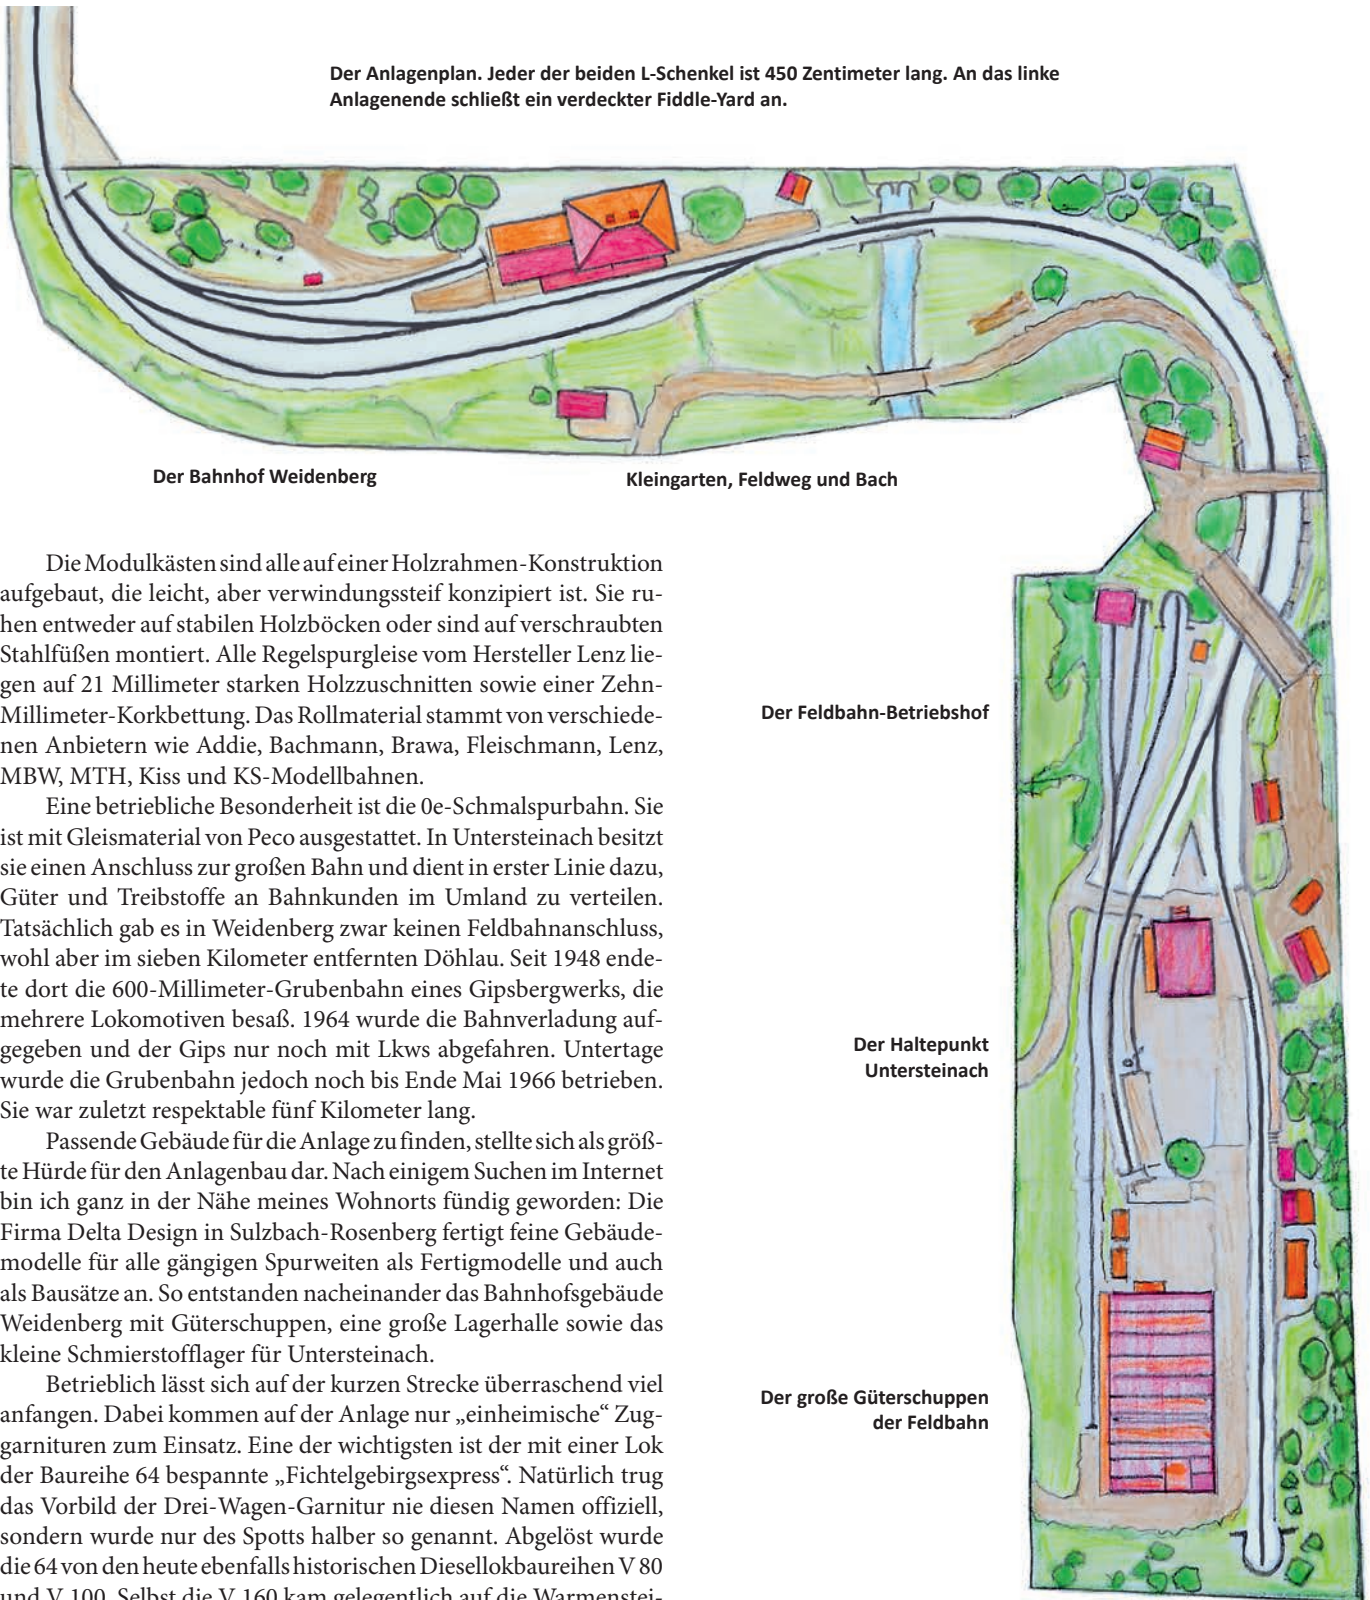 Der Anlagenplan. Jeder der beiden L-Schenkel ist 450 Zentimeter lang. An das linke
Anlagenende schließt ein verdeckter Fiddle-Yard an.
Der Bahnhof Weidenberg
Kleingarten, Feldweg und Bach
Die Modulkästen sind alle auf einer Holzrahmen-Konstruktion
aufgebaut, die leicht, aber verwindungssteif konzipiert ist. Sie ru-
hen entweder auf stabilen Holzböcken oder sind auf verschraubten
Stahlfüßen montiert. Alle Regelspurgleise vom Hersteller Lenz lie-
gen auf 21 Millimeter starken Holzzuschnitten sowie einer Zehn-
Millimeter-Korkbettung. Das Rollmaterial stammt von verschiede-
nen Anbietern wie Addie, Bachmann, Brawa, Fleischmann, Lenz,
MBW, MTH, Kiss und KS-Modellbahnen.
Eine betriebliche Besonderheit ist die 0e-Schmalspurbahn. Sie
ist mit Gleismaterial von Peco ausgestattet. In Untersteinach besitzt
sie einen Anschluss zur großen Bahn und dient in erster Linie dazu,
Güter und Treibstoffe an Bahnkunden im Umland zu verteilen.
Tatsächlich gab es in Weidenberg zwar keinen Feldbahnanschluss,
wohl aber im sieben Kilometer entfernten Döhlau. Seit 1948 ende-
te dort die 600-Millimeter-Grubenbahn eines Gipsbergwerks, die
mehrere Lokomotiven besaß. 1964 wurde die Bahnverladung auf-
gegeben und der Gips nur noch mit Lkws abgefahren. Untertage
wurde die Grubenbahn jedoch noch bis Ende Mai 1966 betrieben.
Sie war zuletzt respektable fünf Kilometer lang.
Passende Gebäude für die Anlage zu finden, stellte sich als größ-
te Hürde für den Anlagenbau dar. Nach einigem Suchen im Internet
bin ich ganz in der Nähe meines Wohnorts fündig geworden: Die
Firma Delta Design in Sulzbach-Rosenberg fertigt feine Gebäude-
modelle für alle gängigen Spurweiten als Fertigmodelle und auch
als Bausätze an. So entstanden nacheinander das Bahnhofsgebäude
Weidenberg mit Güterschuppen, eine große Lagerhalle sowie das
kleine Schmierstofflager für Untersteinach.
Betrieblich lässt sich auf der kurzen Strecke überraschend viel
anfangen. Dabei kommen auf der Anlage nur „einheimische“ Zug-
garnituren zum Einsatz. Eine der wichtigsten ist der mit einer Lok
der Baureihe 64 bespannte „Fichtelgebirgsexpress“. Natürlich trug
das Vorbild der Drei-Wagen-Garnitur nie diesen Namen offiziell,
sondern wurde nur des Spotts halber so genannt. Abgelöst wurde
die 64 von den heute ebenfalls historischen Diesellokbaureihen V 80
und V 100. Selbst die V 160 kam gelegentlich auf die Warmenstei-
Der Feldbahn-Betriebshof
Der Haltepunkt
Untersteinach
Der große Güterschuppen
der Feldbahn